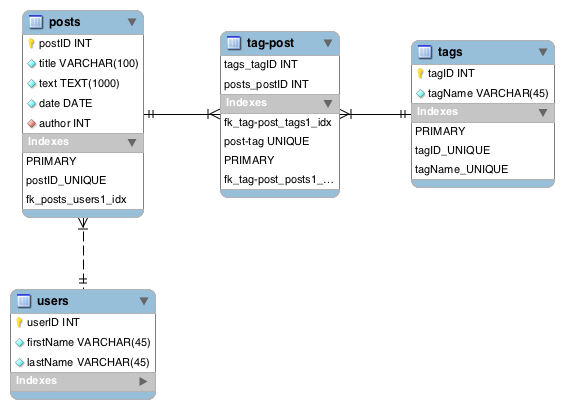 posts
postID INT
title VARCHAR(100)
text TEXT(1000)
date DATE
author INT
Indexes
PRIMARY
postID_UNIQUE
fk_posts_users1_idx
tag-post
tags_tagID INT
posts_postID INT
Indexes
fk_tag-post_tags1_idx
post-tag UNIQUE
PRIMARY
fk_tag-post_posts1_...
tags
tagID INT
tagName VARCHAR(45)
Indexes
PRIMARY
tagID_UNIQUE
tagName_UNIQUE
users
userID INT
firstName VARCHAR(45)
lastName VARCHAR(45)
Indexes